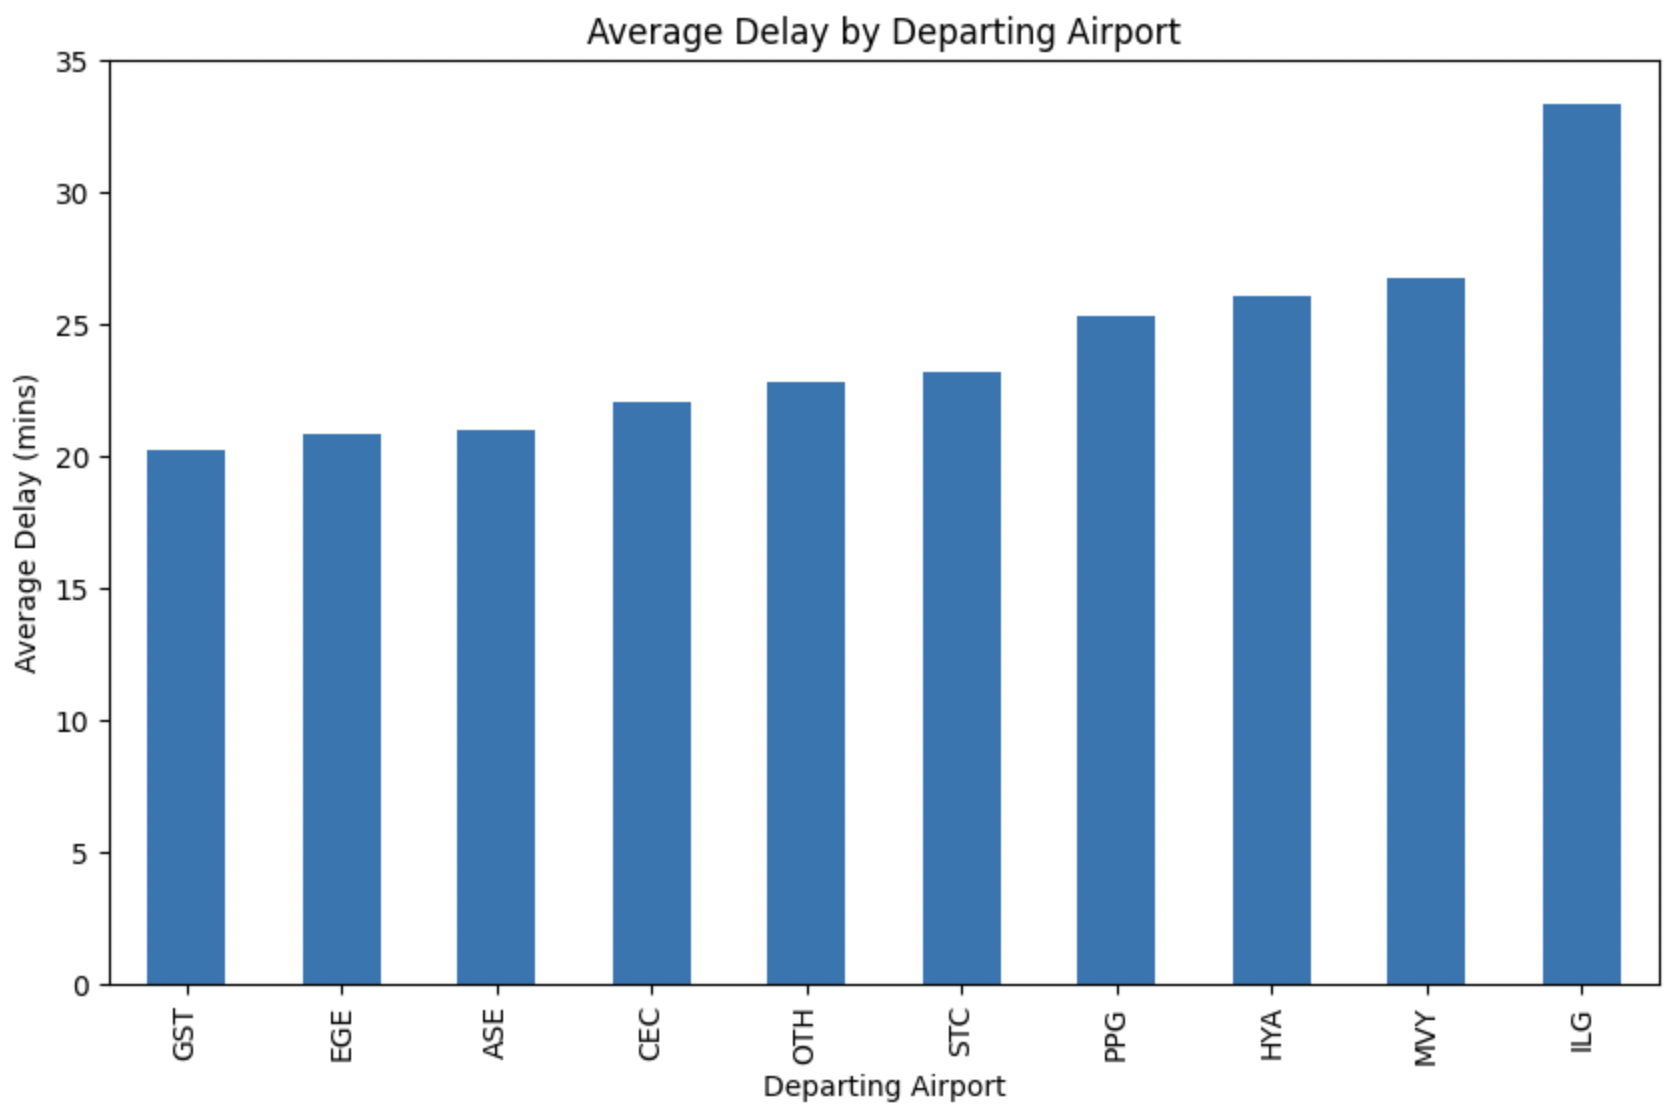 Average Delay by Departing Airport
35
30
25
20
15
10
5
0
Average Delay (mins)
GST EGE ASE CEC OTH STC PPG HYA MVY ILG
Departing Airport